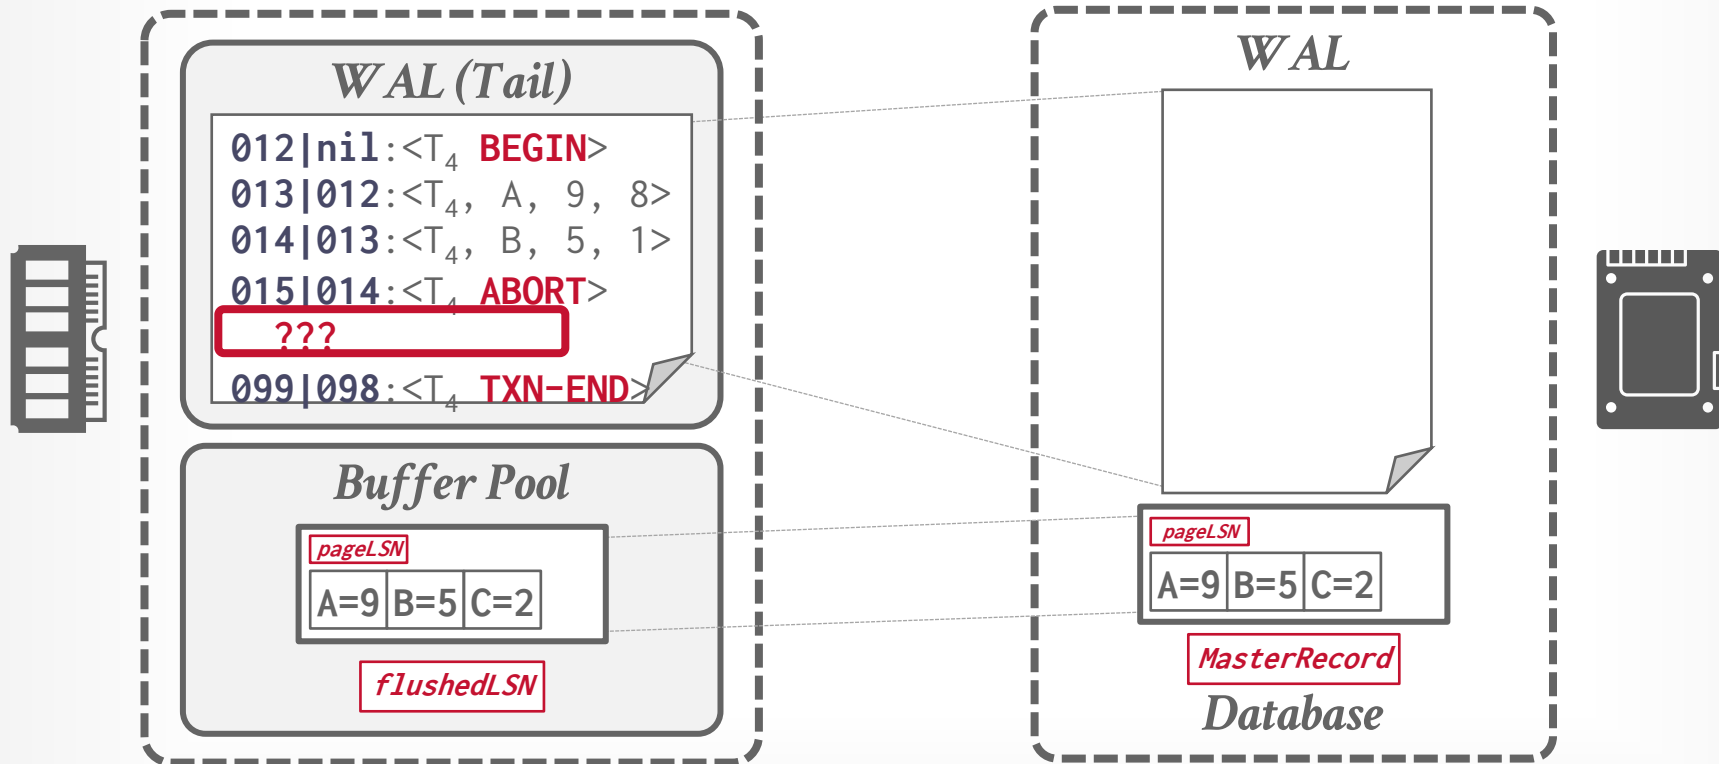 WAL (Tail)
012|nil:<T4 BEGIN>
013|012:<T4, A, 9, 8>
014|013:<T4, B, 5, 1>
015|014:<T4 ABORT>
???
099|098:<T4 TXN-END>
Buffer Pool
pageLSN
A=9 B=5 C=2
flushedLSN
WAL
pageLSN
A=9 B=5 C=2
MasterRecord
Database